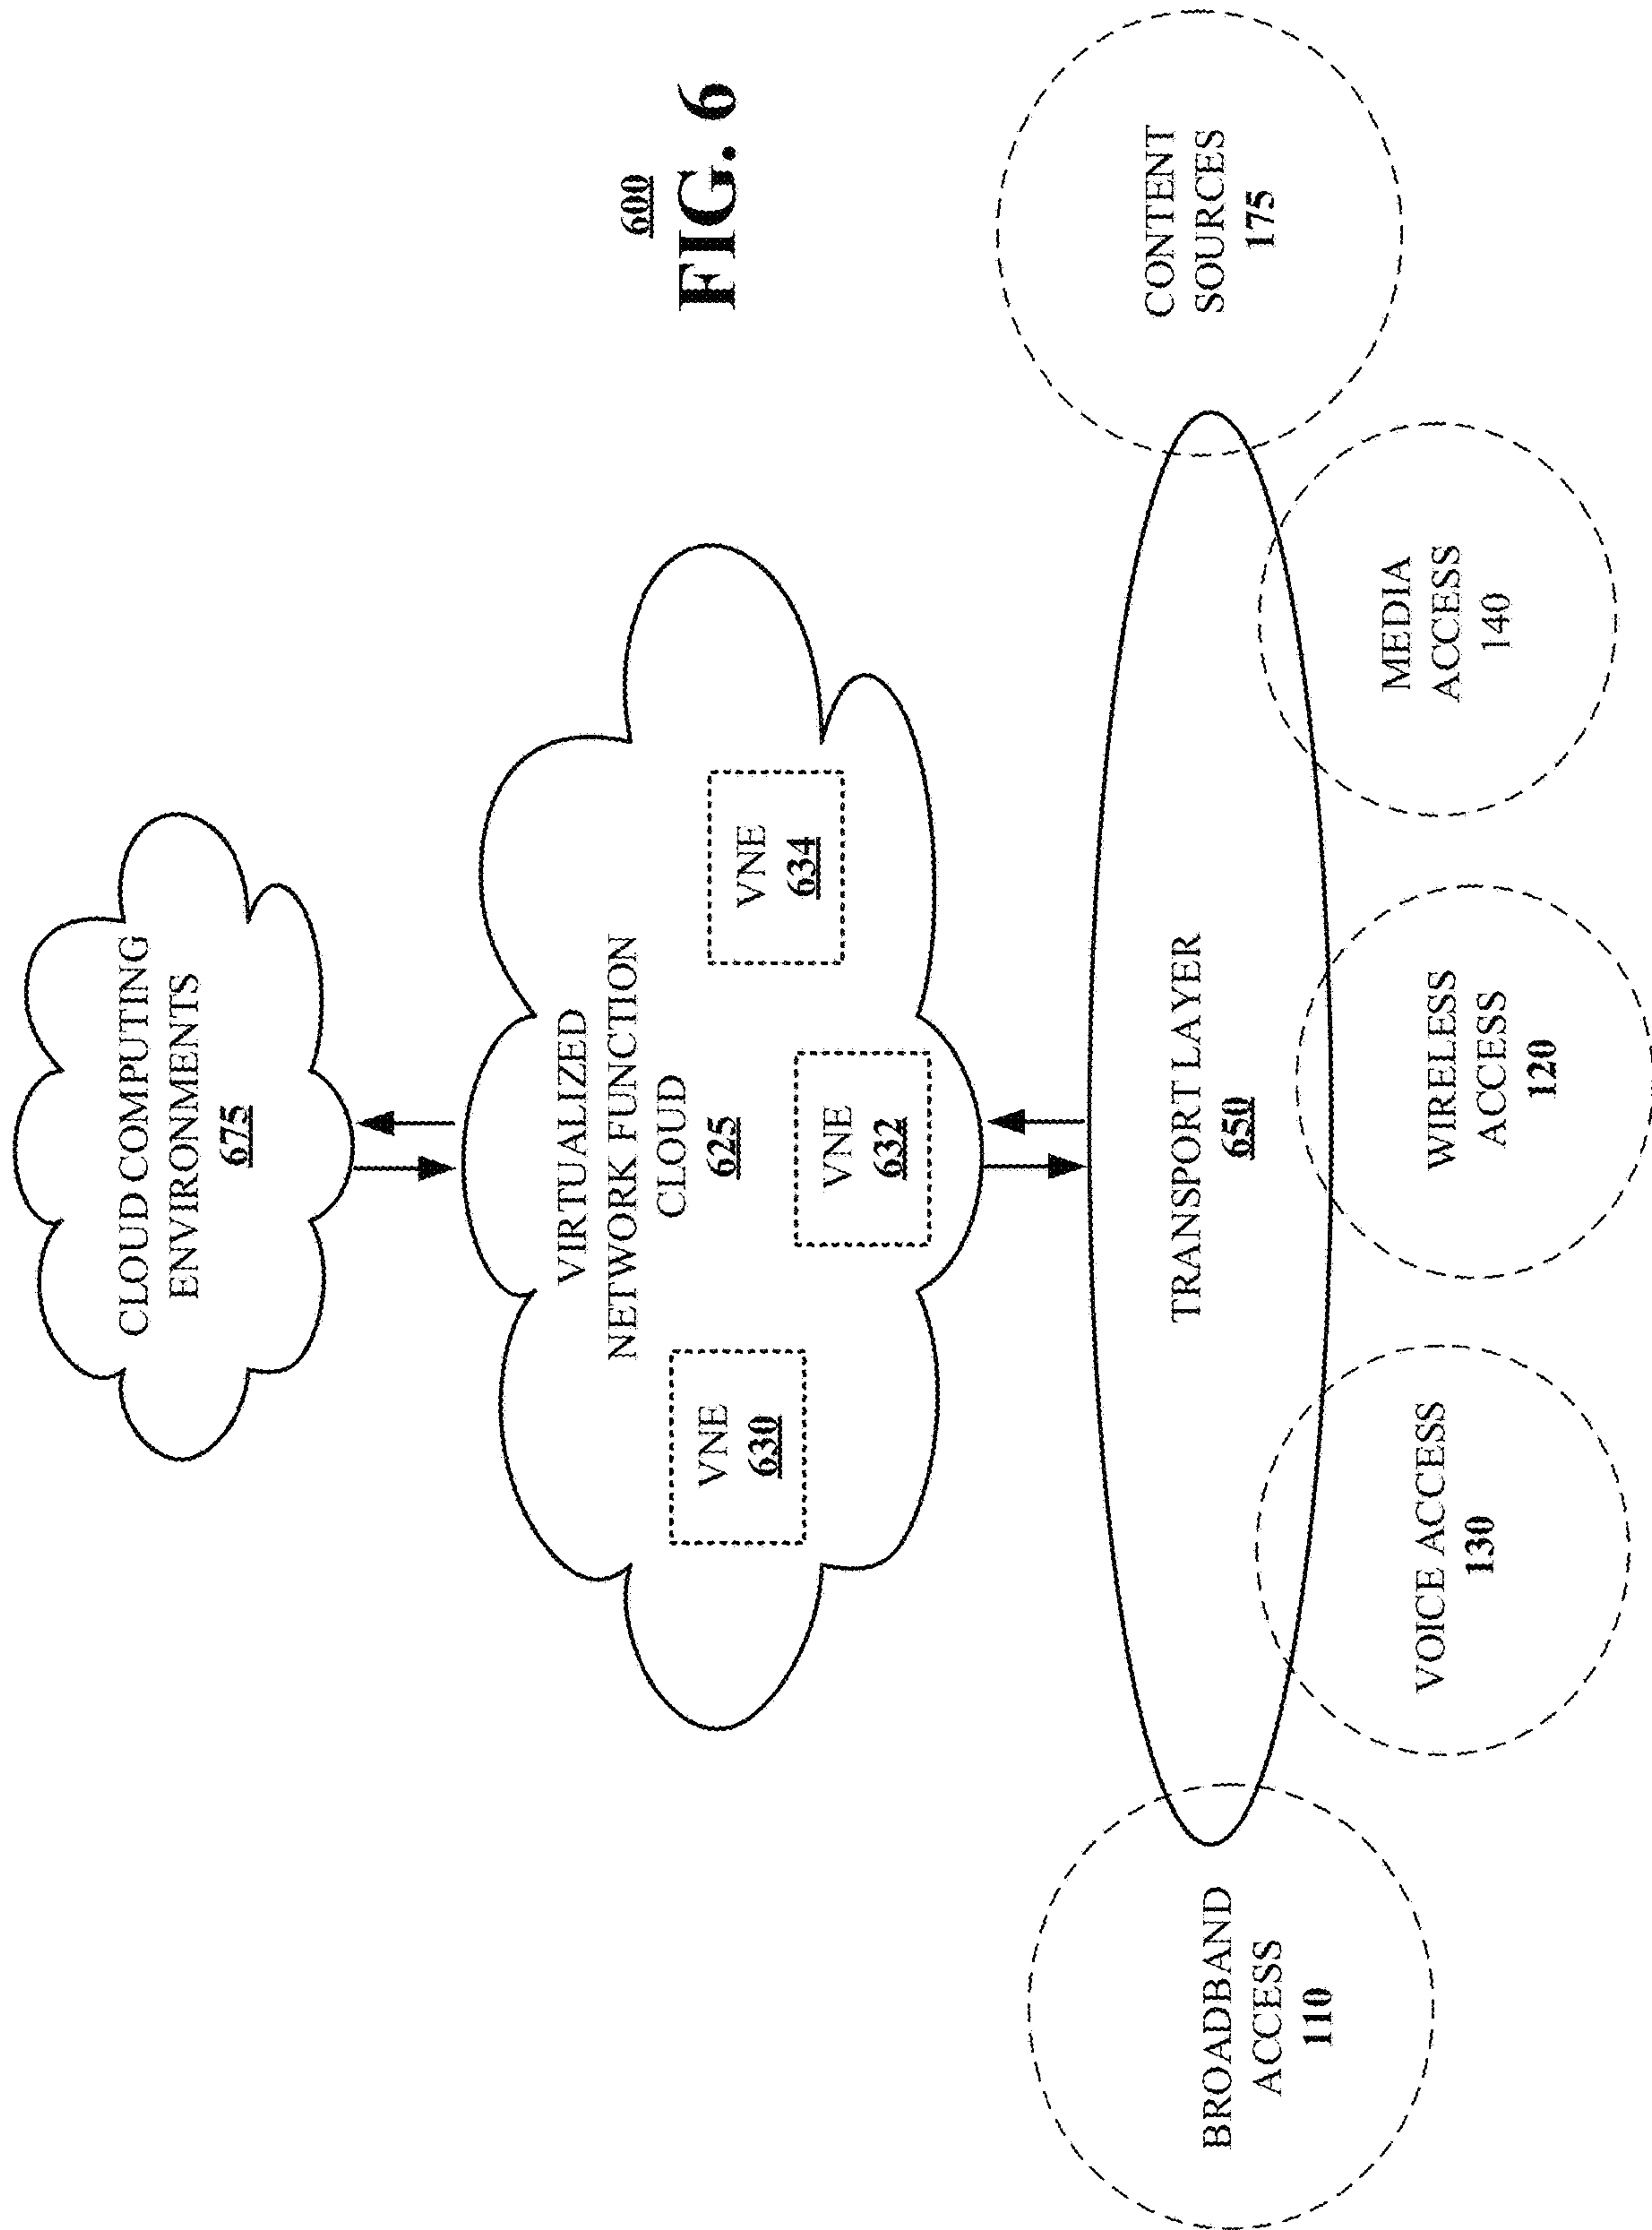 CLOUD COMPUTING
ENVIRONMENTS
675
VIRTUALIZED
NETWORK FUNCTION
CLOUD
625
VNE
630
VNE
632
VNE
634
600
FIG. 6
TRANSPORT LAYER
650
BROADBAND
ACCESS
110
VOICE ACCESS
130
WIRELESS
ACCESS
120
MEDIA
ACCESS
140
CONTENT
SOURCES
175